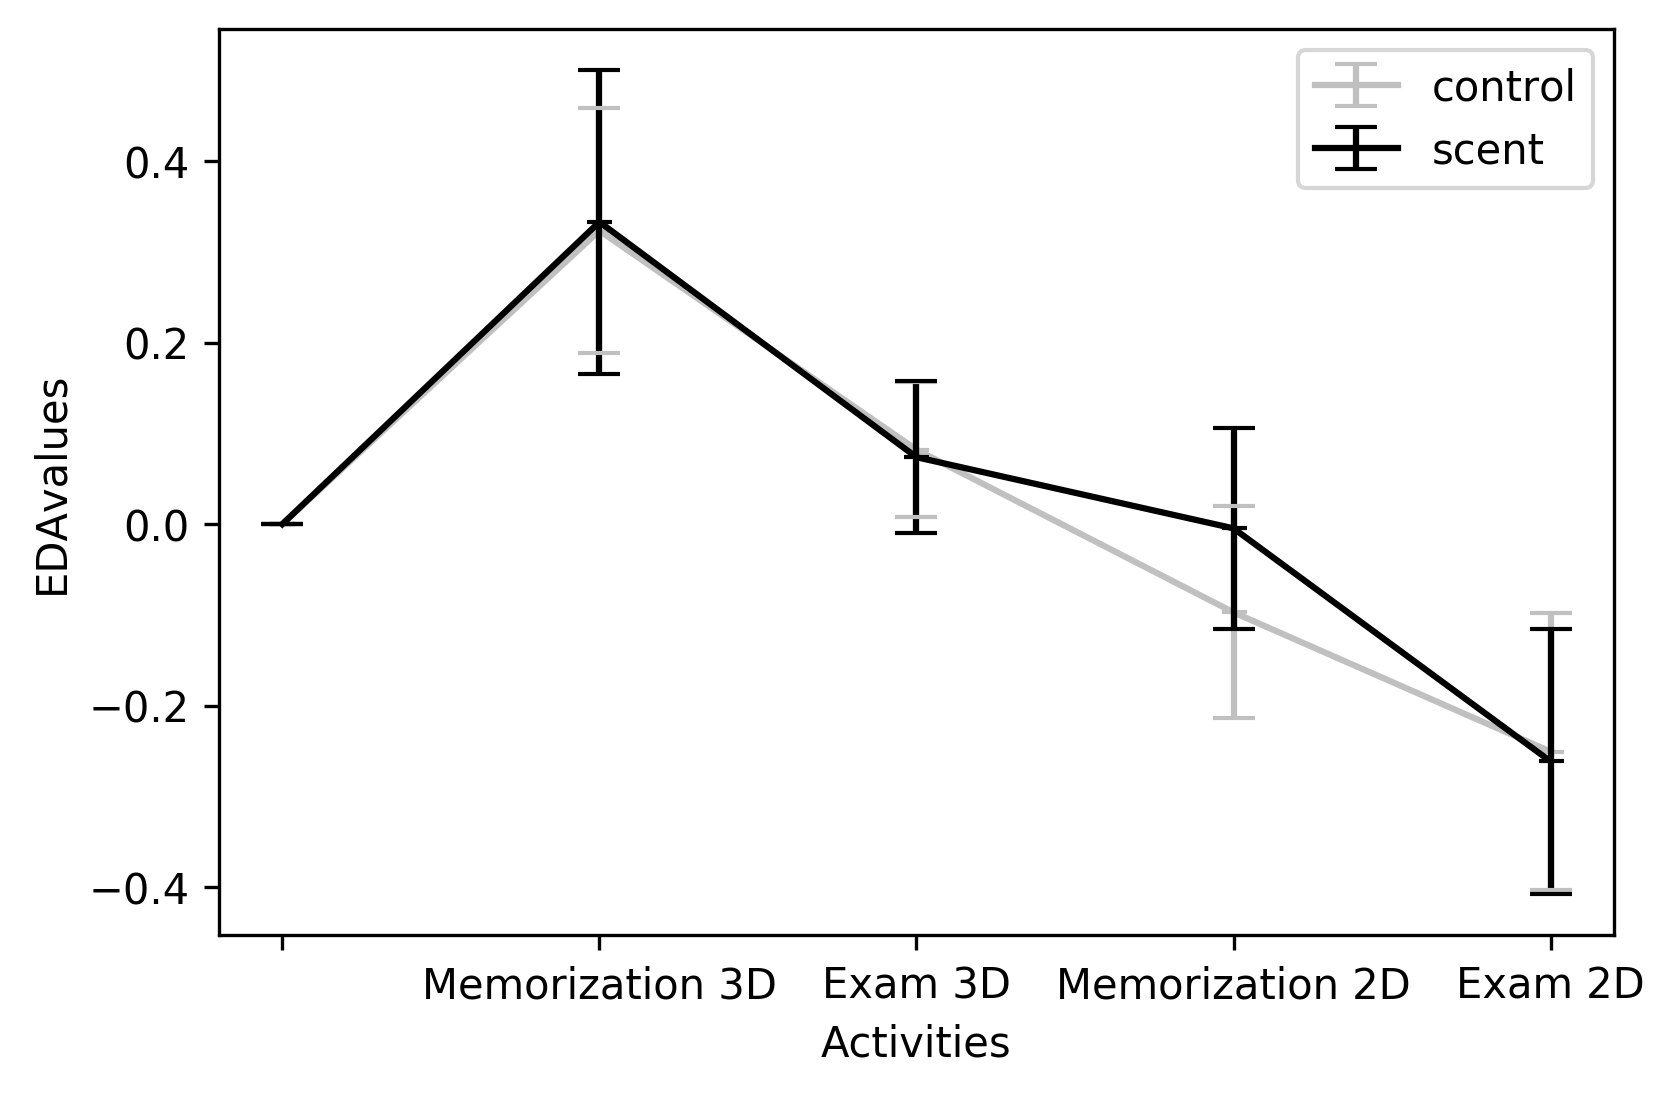 control
scent
0.4
0.2
0.0
−0.2
−0.4
EDAvalues
Memorization 3D Exam 3D Memorization 2D Exam 2D
Activities